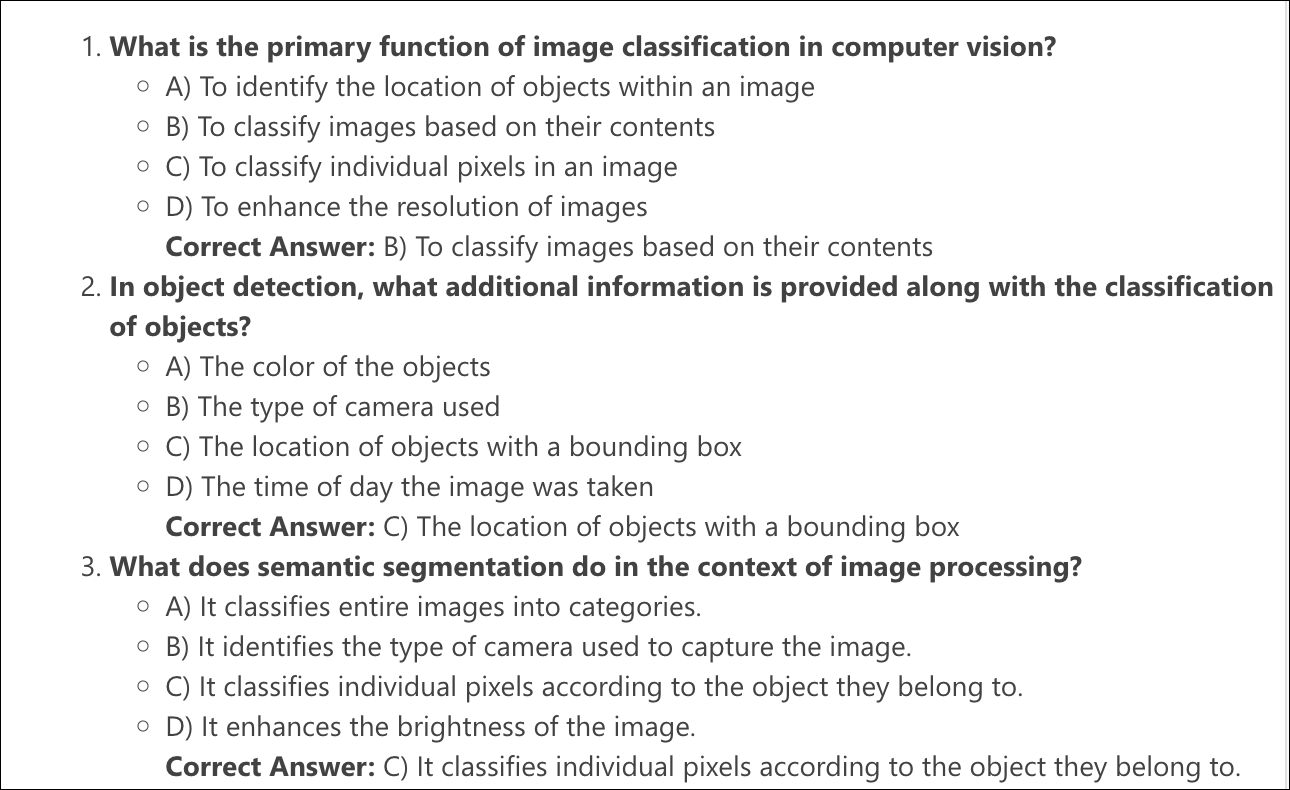 1. What is the primary function of image classification in computer vision?
○ A) To identify the location of objects within an image
○ B) To classify images based on their contents
○ C) To classify individual pixels in an image
○ D) To enhance the resolution of images
Correct Answer: B) To classify images based on their contents
2. In object detection, what additional information is provided along with the classification
of objects?
○ A) The color of the objects
○ B) The type of camera used
○ C) The location of objects with a bounding box
○ D) The time of day the image was taken
Correct Answer: C) The location of objects with a bounding box
3. What does semantic segmentation do in the context of image processing?
○ A) It classifies entire images into categories.
○ B) It identifies the type of camera used to capture the image.
○ C) It classifies individual pixels according to the object they belong to.
○ D) It enhances the brightness of the image.
Correct Answer: C) It classifies individual pixels according to the object they belong to.